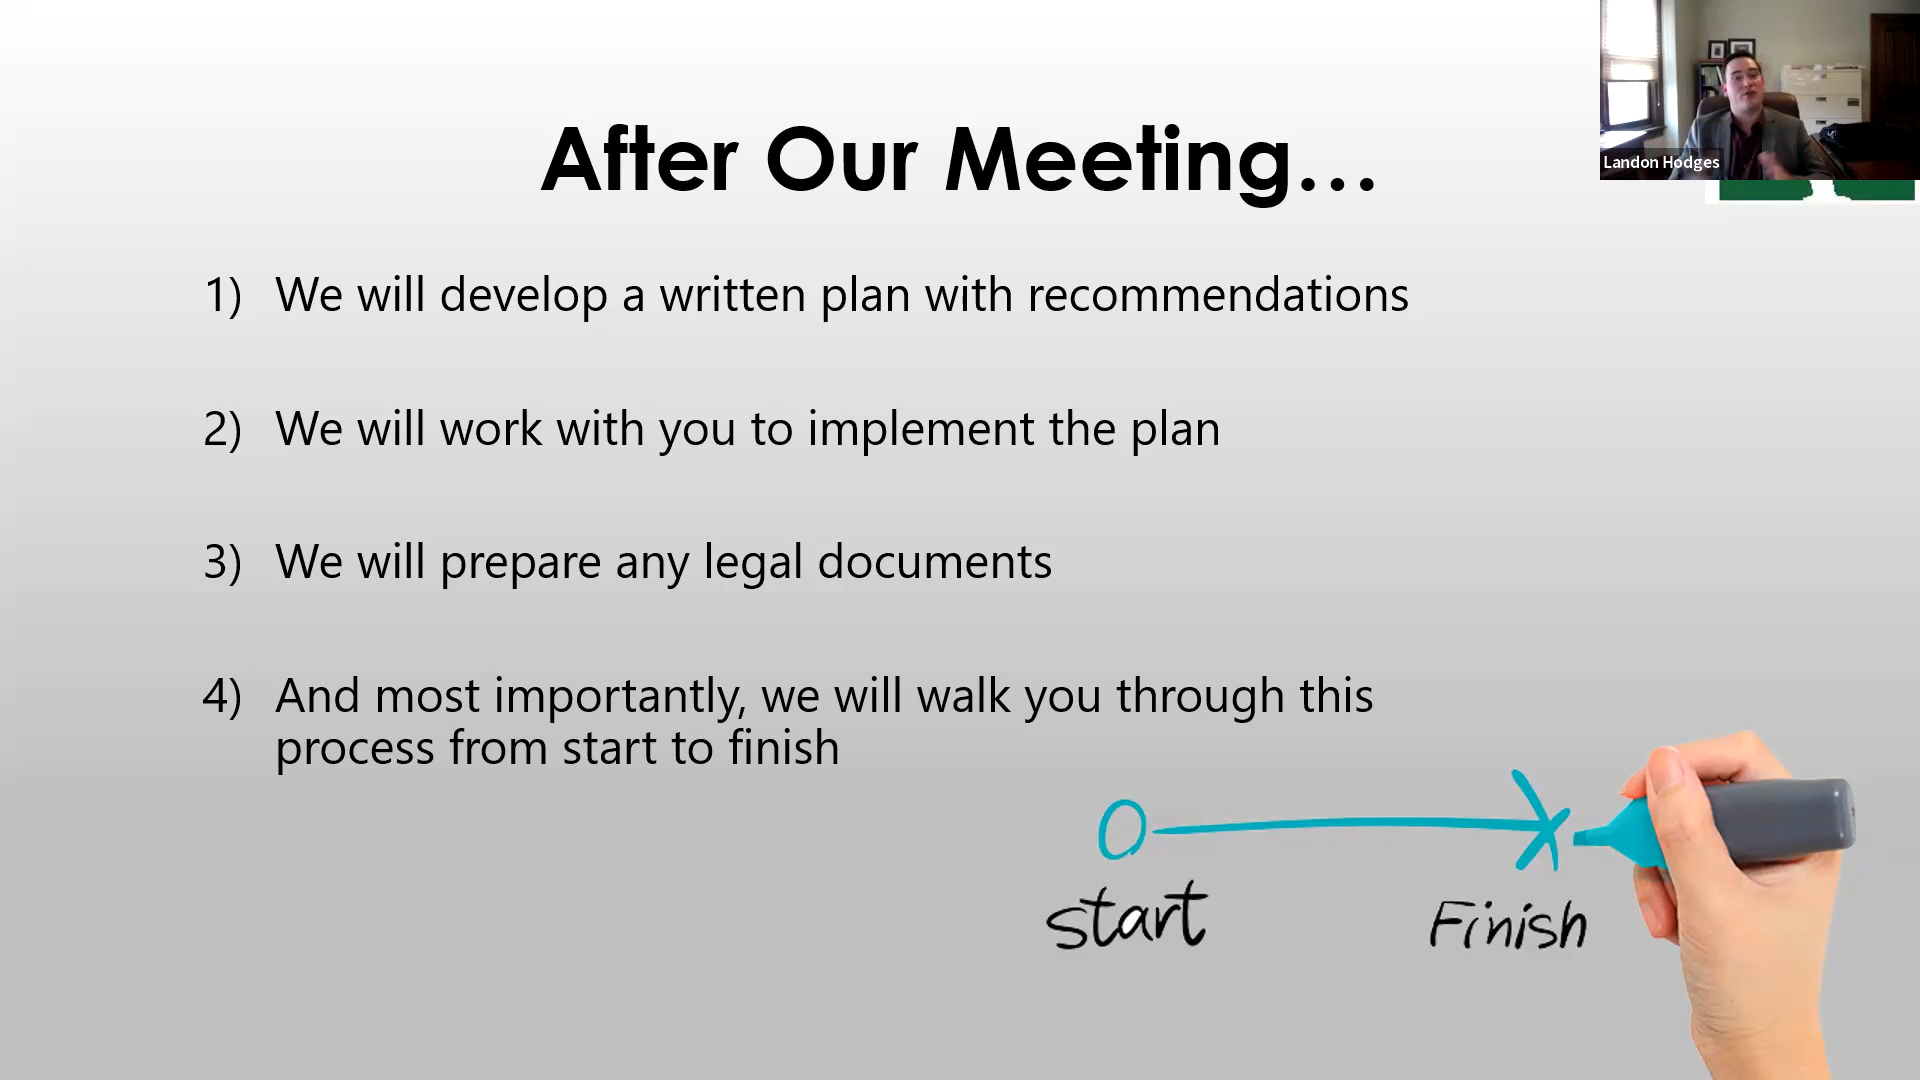 Landon Hodges
After Our Meeting...
1) We will develop a written plan with recommendations
2) We will work with you to implement the plan
3) We will prepare any legal documents
4) And most importantly, we will walk you through this
process from start to finish
start
Finish